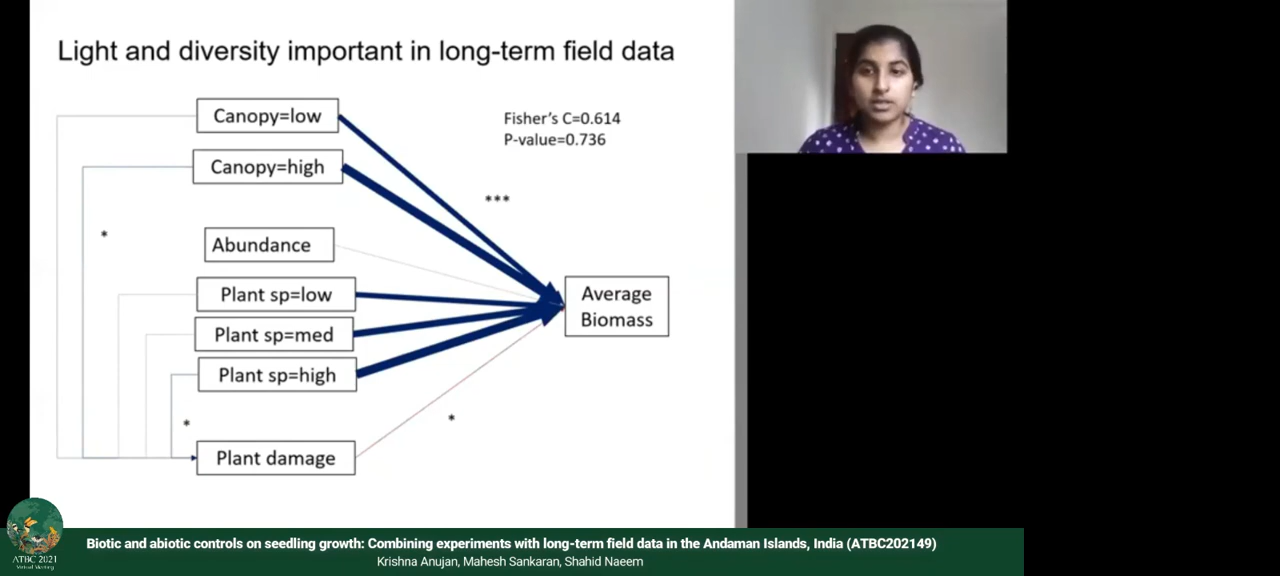 Light and diversity important in long-term field data
Canopy=low
Fisher's C=0.614
P-value=0.736
Canopy=high
***
*
Abundance
Plant sp=low
Average
Biomass
Plant sp=med
Plant sp=high
*
*
Plant damage
ATBC 2021
Virtual Meeting
Biotic and abiotic controls on seedling growth: Combining experiments with long-term field data in the Andaman Islands, India (ATBC202149)
Krishna Anujan, Mahesh Sankaran, Shahid Naeem